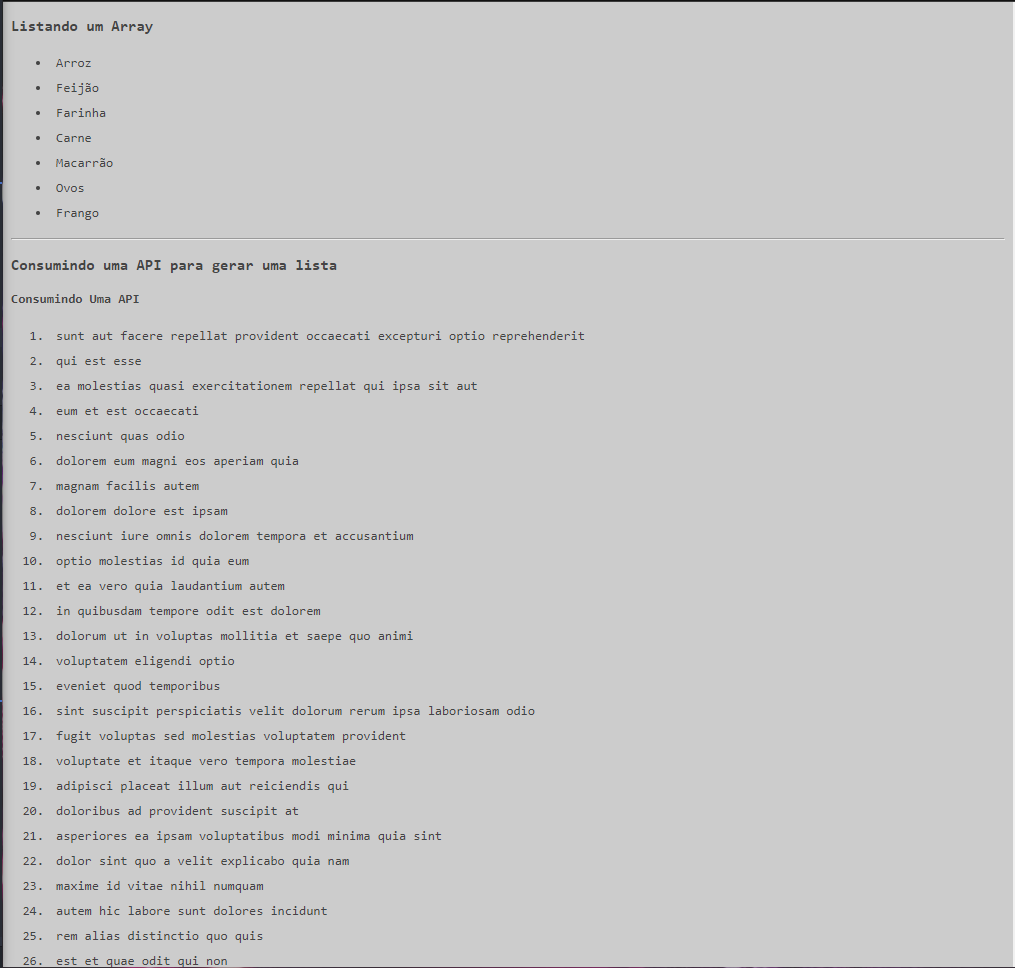 Listando um Array
• Arroz
• Feijão
• Farinha
• Carne
• Macarrão
• Ovos
• Frango
Consumindo uma API para gerar uma lista
Consumindo Uma API
1. sunt aut facere repellat provident occaecati excepturi optio reprehenderit
2. qui est esse
3. ea molestias quasi exercitationem repellat qui ipsa sit aut
4. eum et est occaecati
5. nesciunt quas odio
6. dolorem eum magni eos aperiam quia
7. magnam facilis autem
8. dolorem dolore est ipsam
9. nesciunt iure omnis dolorem tempora et accusantium
10. optio molestias id quia eum
11. et ea vero quia laudantium autem
12. in quibusdam tempore odit est dolorem
13. dolorum ut in voluptas mollitia et saepe quo animi
14. voluptatem eligendi optio
15. eveniet quod temporibus
16. sint suscipit perspiciatis velit dolorum rerum ipsa laboriosam odio
17. fugit voluptas sed molestias voluptatem provident
18. voluptate et itaque vero tempora molestiae
19. adipisci placeat illum aut reiciendis qui
20. doloribus ad provident suscipit at
21. asperiores ea ipsam voluptatibus modi minima quia sint
22. dolor sint quo a velit explicabo quia nam
23. maxime id vitae nihil numquam
24. autem hic labore sunt dolores incidunt
25. rem alias distinctio quo quis
26. est et quae odit qui non